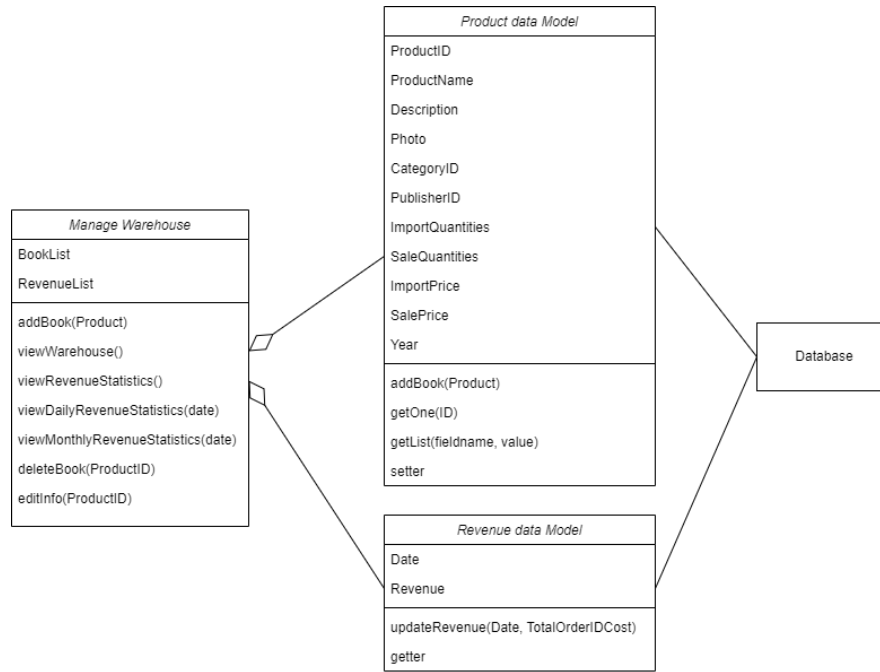 Product data Model
ProductID
ProductName
Description
Photo
CategoryID
PublisherID
ImportQuantities
SaleQuantities
ImportPrice
SalePrice
Year
addBook(Product)
getOne(ID)
getList(fieldname, value)
setter
Manage Warehouse
BookList
RevenueList
addBook(Product)
viewWarehouse()
viewRevenueStatistics()
viewDailyRevenueStatistics(date)
viewMonthlyRevenueStatistics(date)
deleteBook(ProductID)
editInfo(ProductID)
Database
Revenue data Model
Date
Revenue
updateRevenue(Date, TotalOrderIDCost)
getter